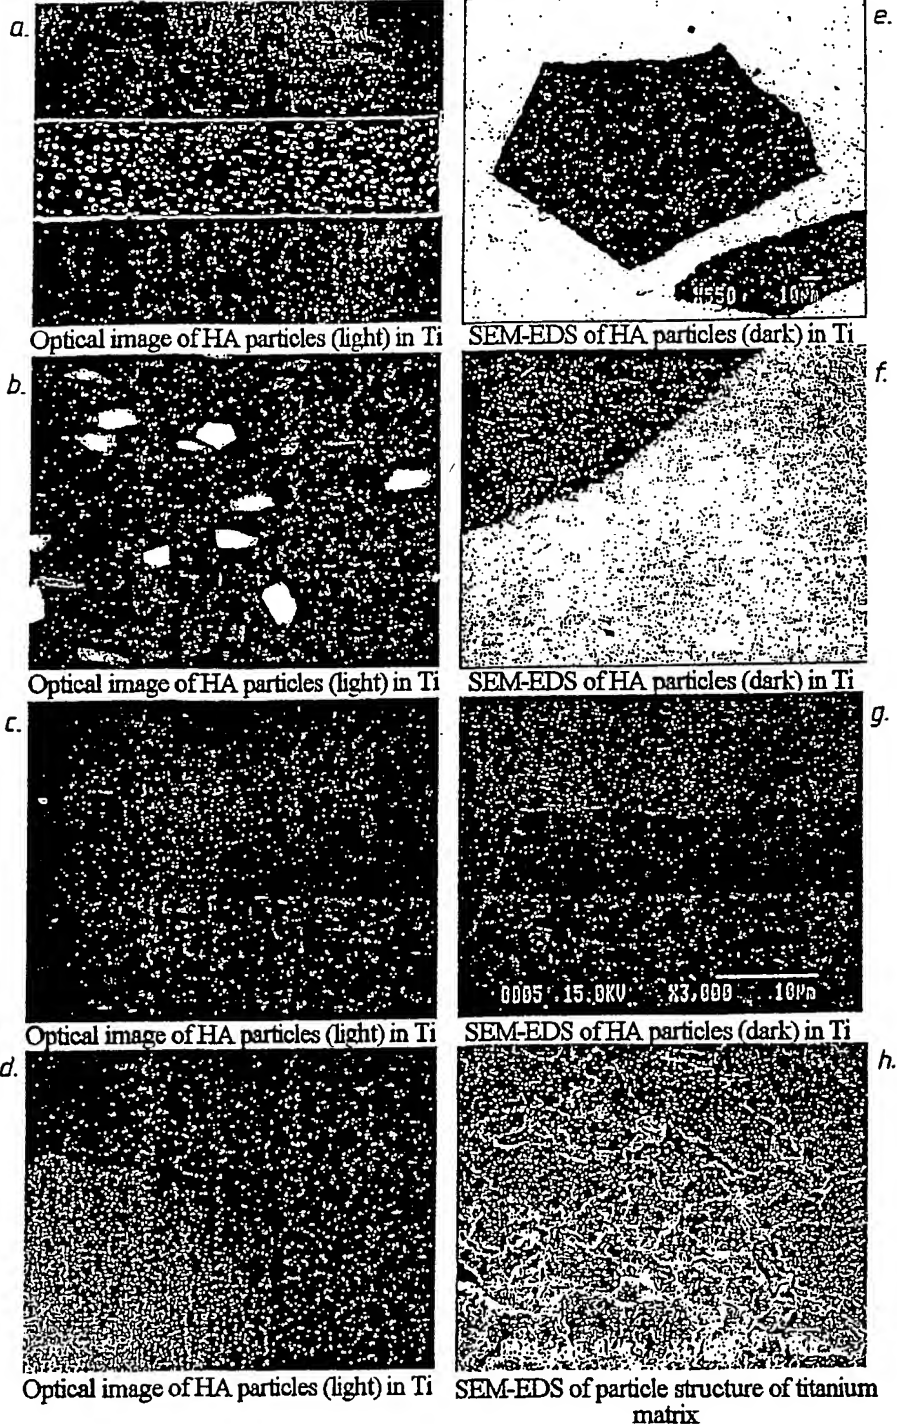 a.
e.
Optical image of HA particles (light) in Ti
SEM-EDS of HA particles (dark) in Ti
10µm
b.
f.
Optical image of HA particles (light) in Ti
SEM-EDS of HA particles (dark) in Ti
c.
g.
0005 15.0KV X3,000 10µm
Optical image of HA particles (light) in Ti
SEM-EDS of HA particles (dark) in Ti
d.
h.
Optical image of HA particles (light) in Ti
SEM-EDS of particle structure of titanium
matrix